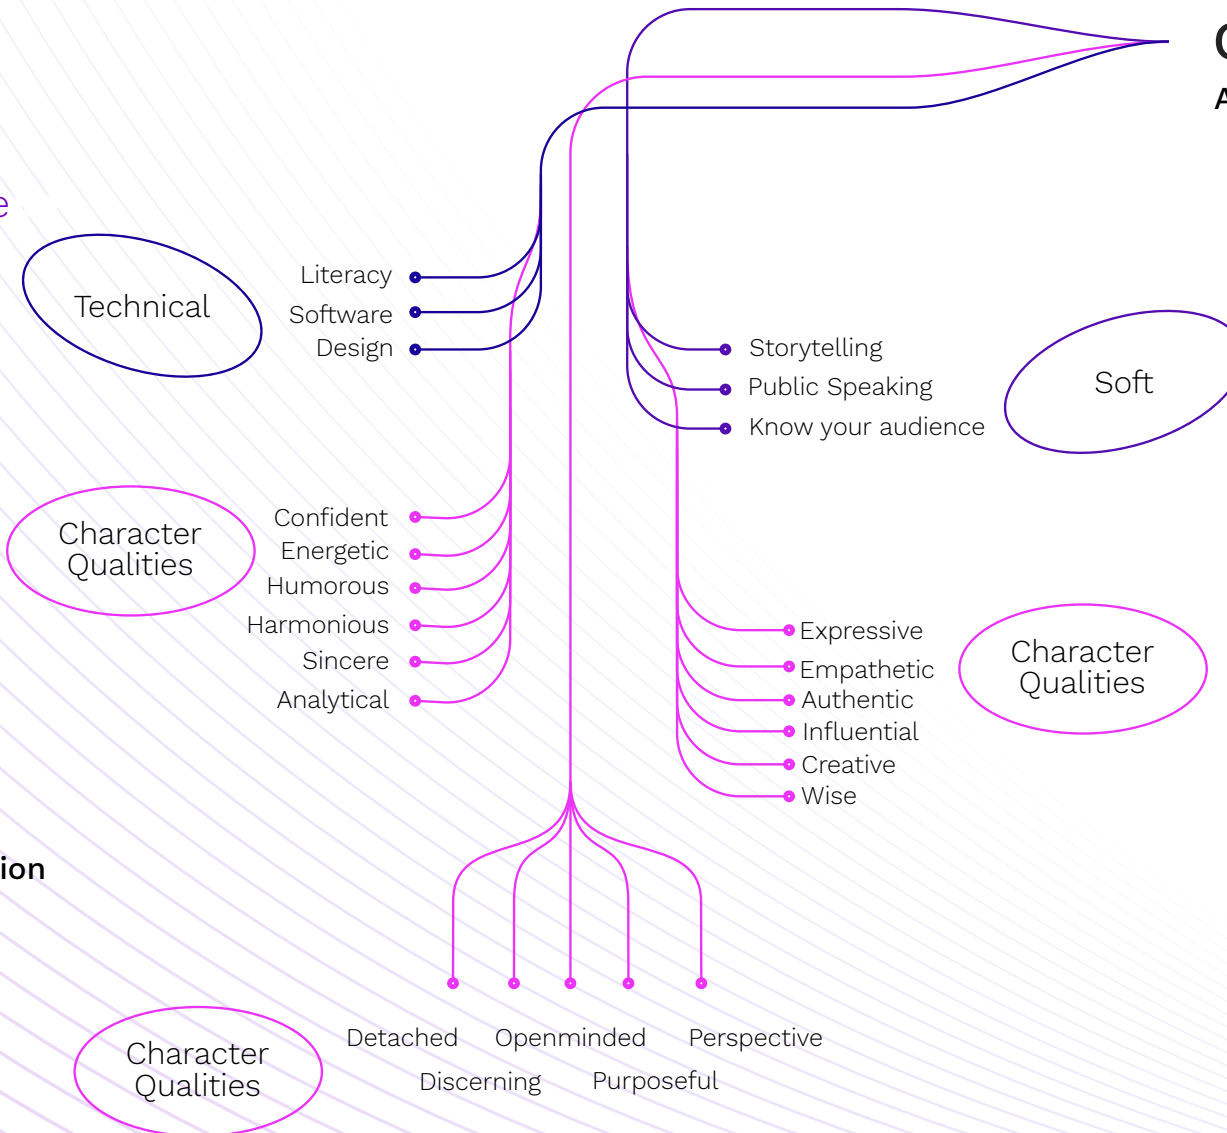 Technical
Literacy
Software
Design
Storytelling
Public Speaking
Know your audience
Soft
Character
Qualities
Confident
Energetic
Humorous
Harmonious
Sincere
Analytical
Expressive
Empathetic
Authentic
Influential
Creative
Wise
Character
Qualities
ion
Character
Qualities
Detached
Openminded
Perspective
Discerning
Purposeful